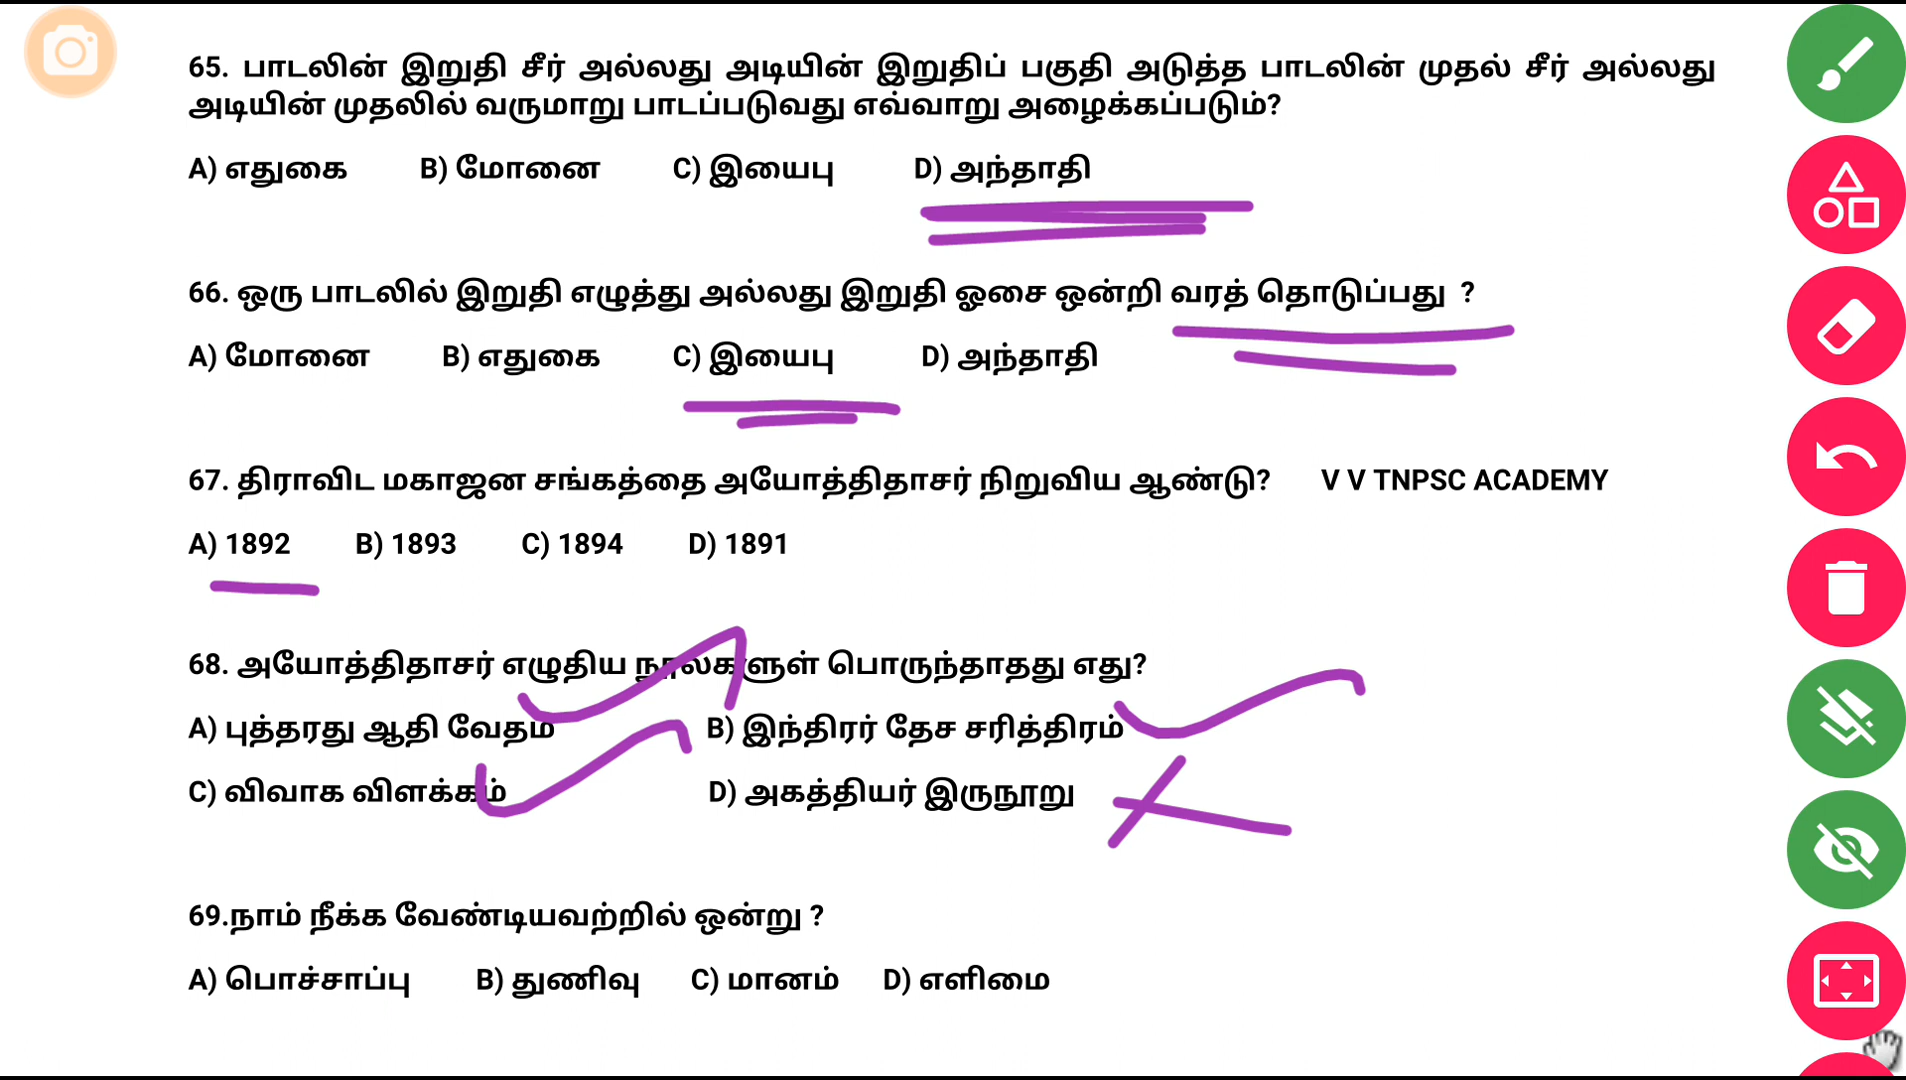 65. பாடலின் இறுதி சீர் அல்லது அடியின் இறுதிப் பகுதி அடுத்த பாடலின் முதல் சீர் அல்லது
அடியின் முதலில் வருமாறு பாடப்படுவது எவ்வாறு அழைக்கப்படும்?
A) எதுகை B) மோனை C) இயைபு D) அந்தாதி
66. ஒரு பாடலில் இறுதி எழுத்து அல்லது இறுதி ஓசை ஒன்றி வரத் தொடுப்பது ?
A) மோனை B) எதுகை C) இயைபு D) அந்தாதி
67. திராவிட மகாஜன சங்கத்தை அயோத்திதாசர் நிறுவிய ஆண்டு? V V TNPSC ACADEMY
A) 1892 B) 1893 C) 1894 D) 1891
68. அயோத்திதாசர் எழுதிய நூல்களுள் பொருந்தாதது எது?
A) புத்தரது ஆதி வேதம் B) இந்திரர் தேச சரித்திரம்
C) விவாக விளக்கம் D) அகத்தியர் இருநூறு
69.நாம் நீக்க வேண்டியவற்றில் ஒன்று ?
A) பொச்சாப்பு B) துணிவு C) மானம் D) எளிமை